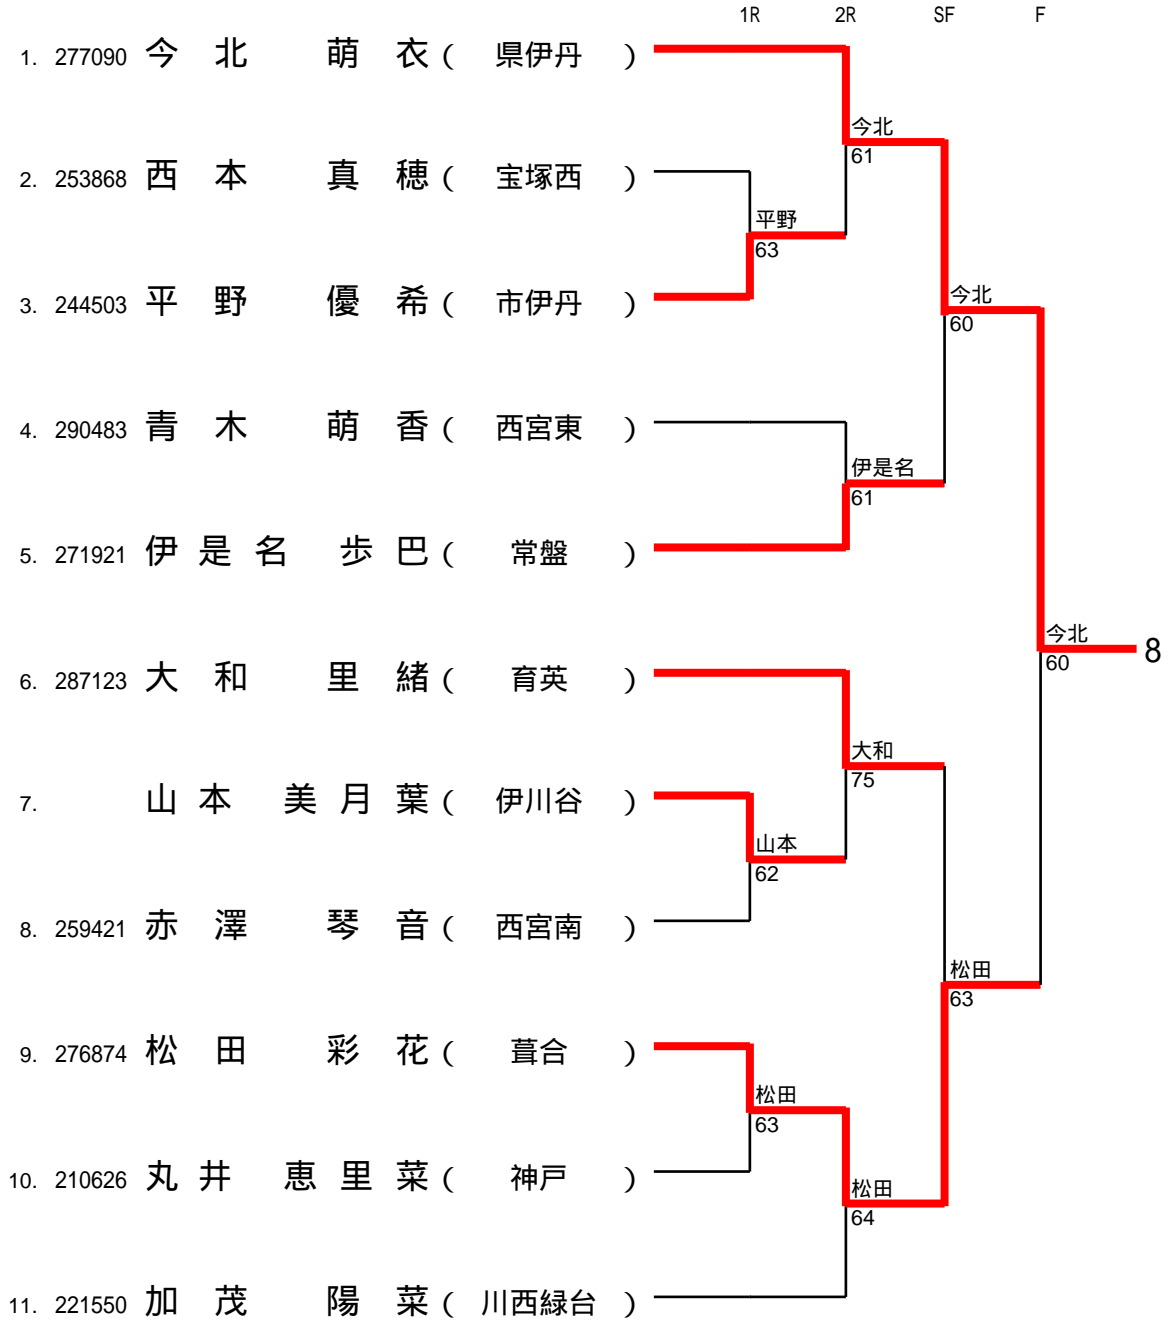 1R 2R SF F
1. 277090 今北 萌衣 ( 県伊丹 )
今北
61
2. 253868 西本 真穂 ( 宝塚西 )
平野
63
3. 244503 平野 優希 ( 市伊丹 )
今北
60
4. 290483 青木 萌香 ( 西宮東 )
伊是名
61
5. 271921 伊是名 歩巴 ( 常盤 )
今北
60
8
6. 287123 大和 里緒 ( 育英 )
大和
75
7. 山本 美月葉 ( 伊川谷 )
山本
62
8. 259421 赤澤 琴音 ( 西宮南 )
松田
63
9. 276874 松田 彩花 ( 葺合 )
松田
63
10. 210626 丸井 恵里菜 ( 神戸 )
松田
64
11. 221550 加茂 陽菜 ( 川西緑台 )